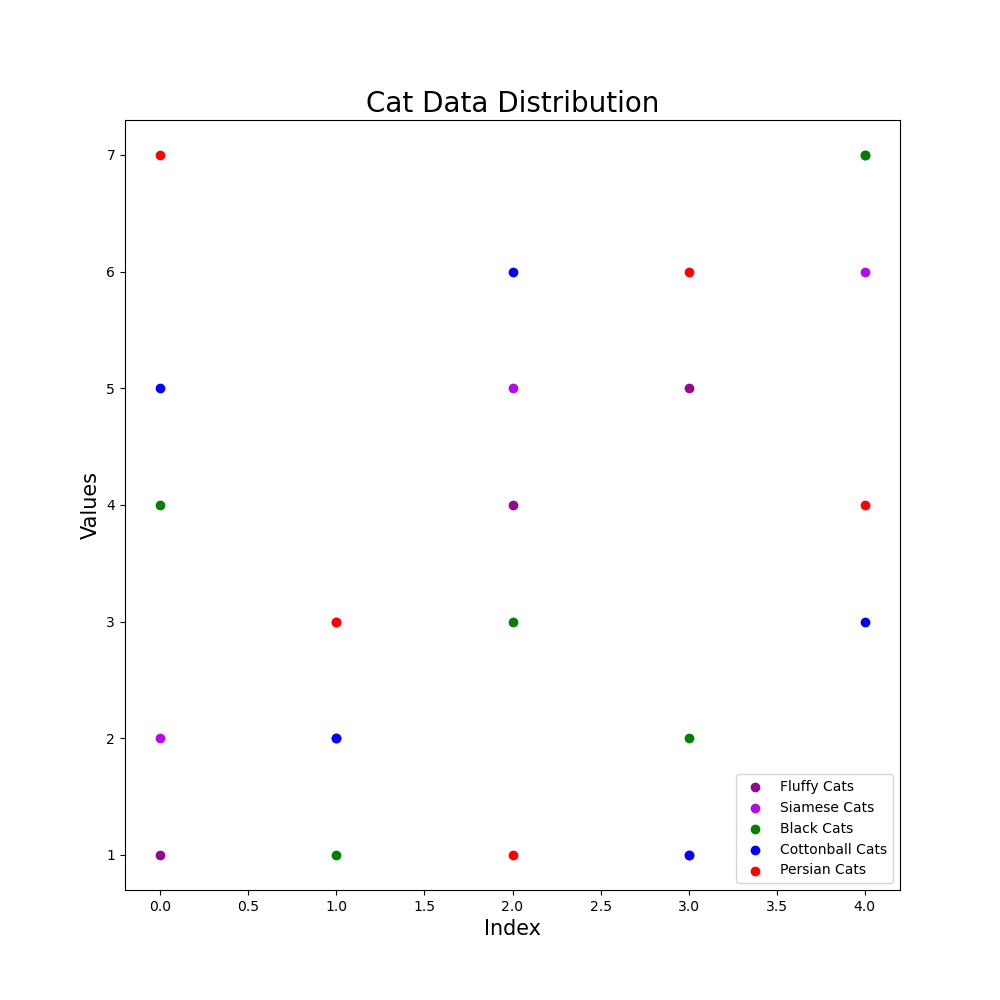 Cat Data Distribution
Values
7
6
5
4
3
2
1
0.0 0.5 1.0 1.5 2.0 2.5 3.0 3.5 4.0
Index
Fluffy Cats
Siamese Cats
Black Cats
Cottonball Cats
Persian Cats